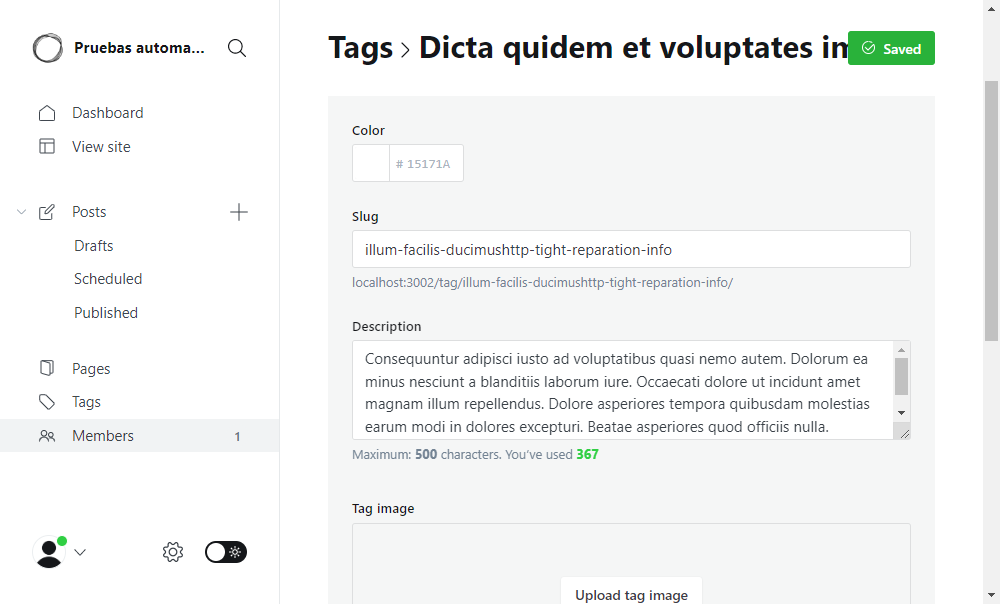 Pruebas automa...
Dashboard
View site
Posts
Drafts
Scheduled
Published
Pages
Tags
Members 1
Tags > Dicta quidem et voluptates im
Saved
Color
# 15171A
Slug
illum-facilis-ducimushttp-tight-reparation-info
localhost:3002/tag/illum-facilis-ducimushttp-tight-reparation-info/
Description
Consequuntur adipisci iusto ad voluptatibus quasi nemo autem. Dolorum ea
minus nesciunt a blanditiis laborum iure. Occaecati dolore ut incidunt amet
magnam illum repellendus. Dolore asperiores tempora quibusdam molestias
earum modi in dolores excepturi. Beatae asperiores quod officiis nulla.
Maximum: 500 characters. You've used 367
Tag image
Upload tag image